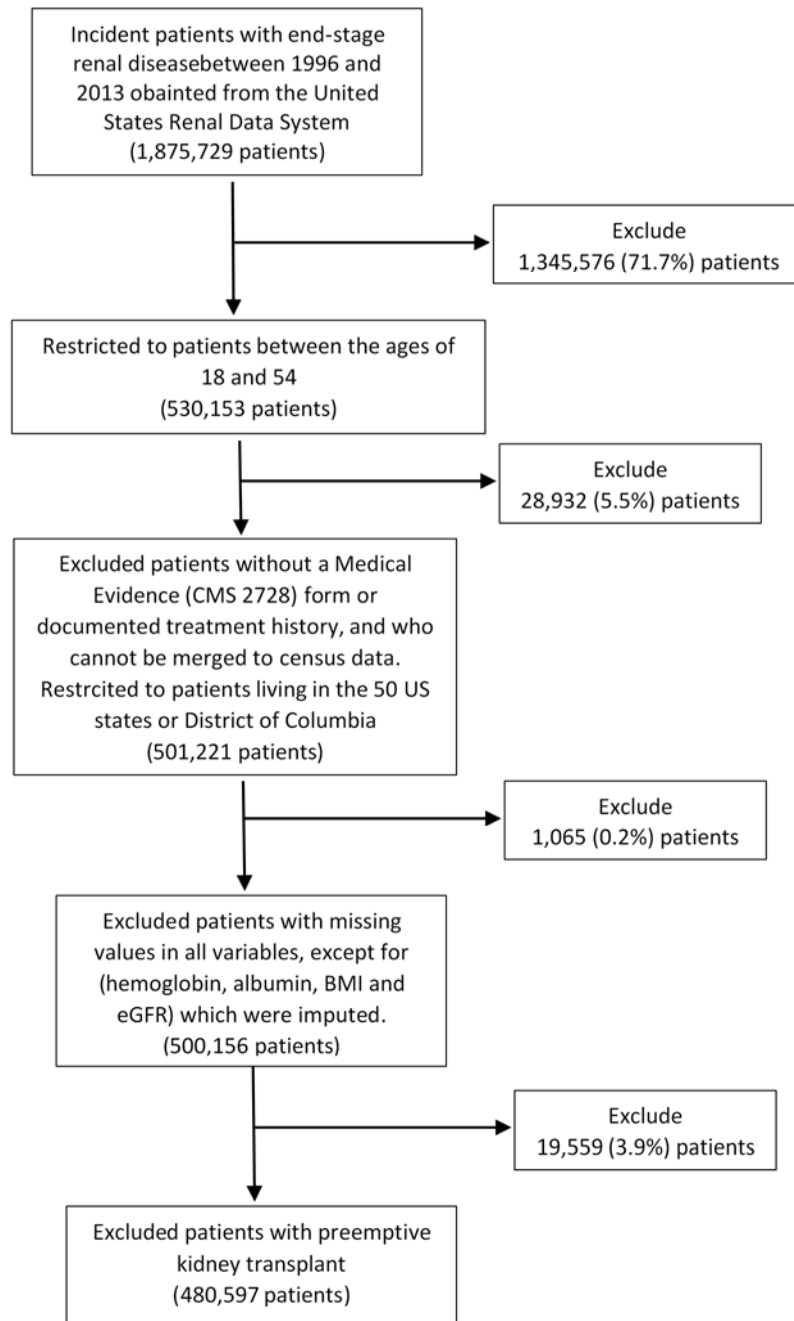 Incident patients with end-stage
renal diseasebetween 1996 and
2013 obainted from the United
States Renal Data System
(1,875,729 patients)
Exclude
1,345,576 (71.7%) patients
Restricted to patients between the ages of
18 and 54
(530,153 patients)
Exclude
28,932 (5.5%) patients
Excluded patients without a Medical
Evidence (CMS 2728) form or
documented treatment history, and who
cannot be merged to census data.
Restrcited to patients living in the 50 US
states or District of Columbia
(501,221 patients)
Exclude
1,065 (0.2%) patients
Excluded patients with missing
values in all variables, except for
(hemoglobin, albumin, BMI and
eGFR) which were imputed.
(500,156 patients)
Exclude
19,559 (3.9%) patients
Excluded patients with preemptive
kidney transplant
(480,597 patients)